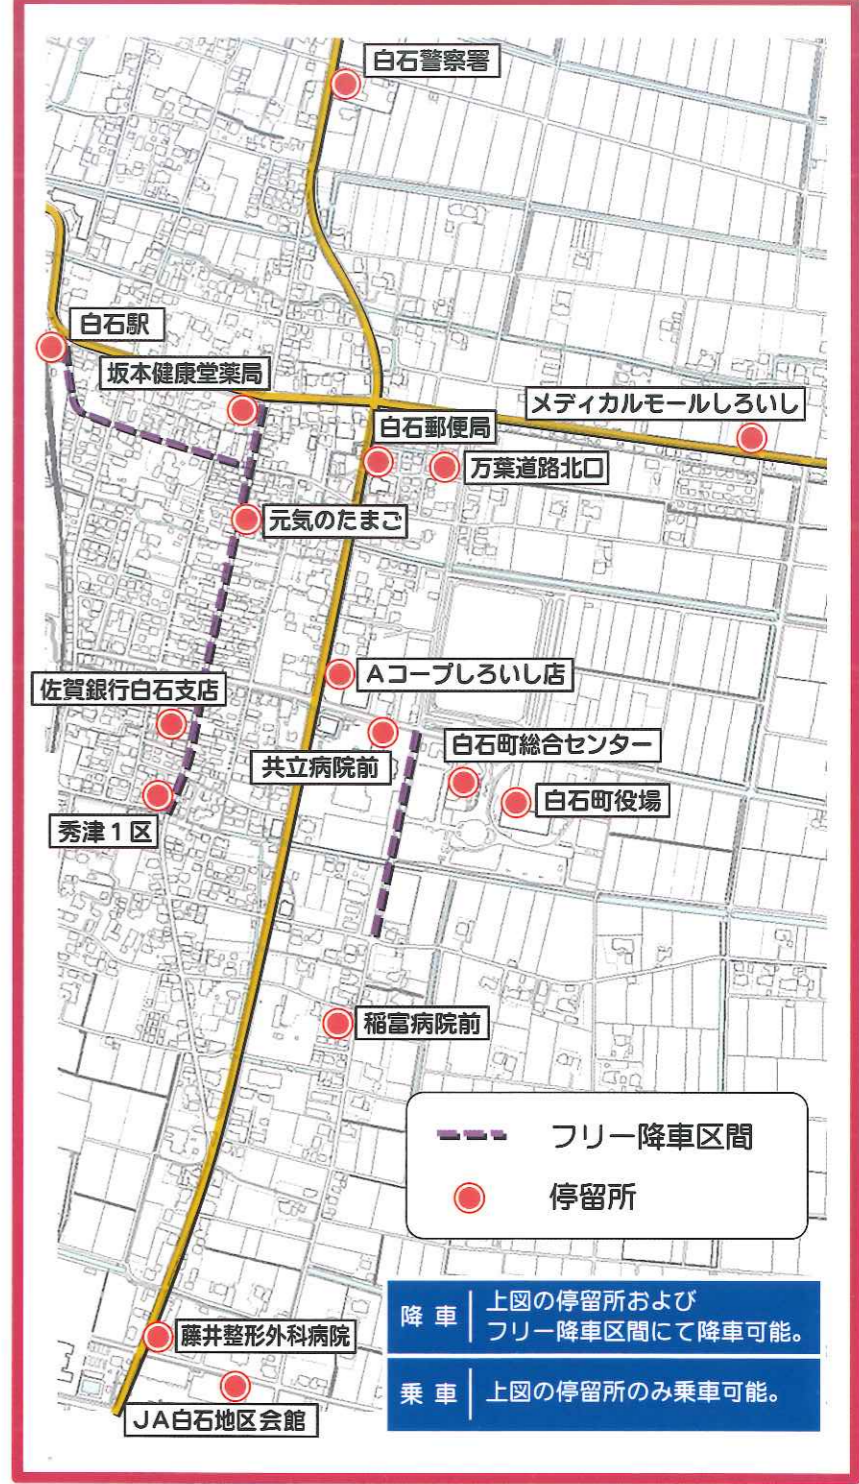 白石警察署
白石駅
坂本健康堂薬局
メディカルモールしろいし
白石郵便局
万葉道路北口
元気のたまご
Aコープしろいし店
佐賀銀行白石支店
共立病院前
白石町総合センター
白石町役場
秀津1区
稲富病院前
フリー降車区間
停留所
藤井整形外科病院
JA白石地区会館
降車
上図の停留所および
フリー降車区間にて降車可能。
乗車
上図の停留所のみ乗車可能。